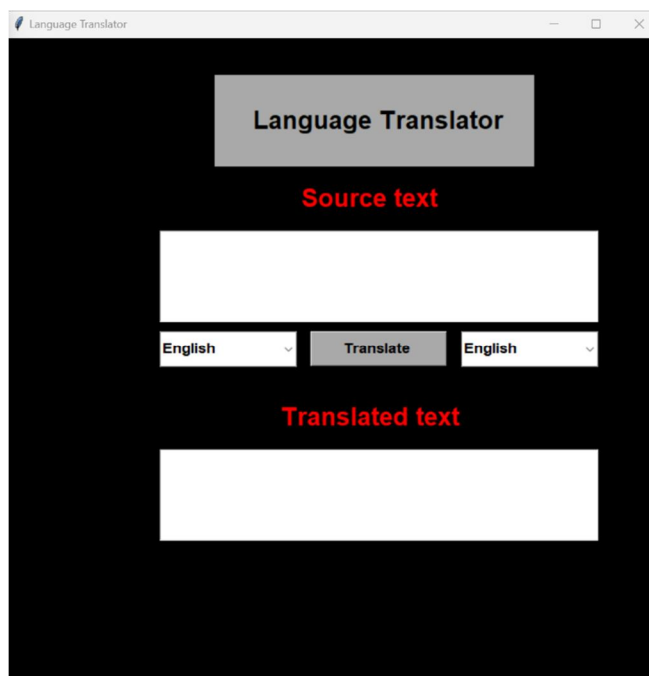 Language Translator
Language Translator
Source text
English Translate English
Translated text